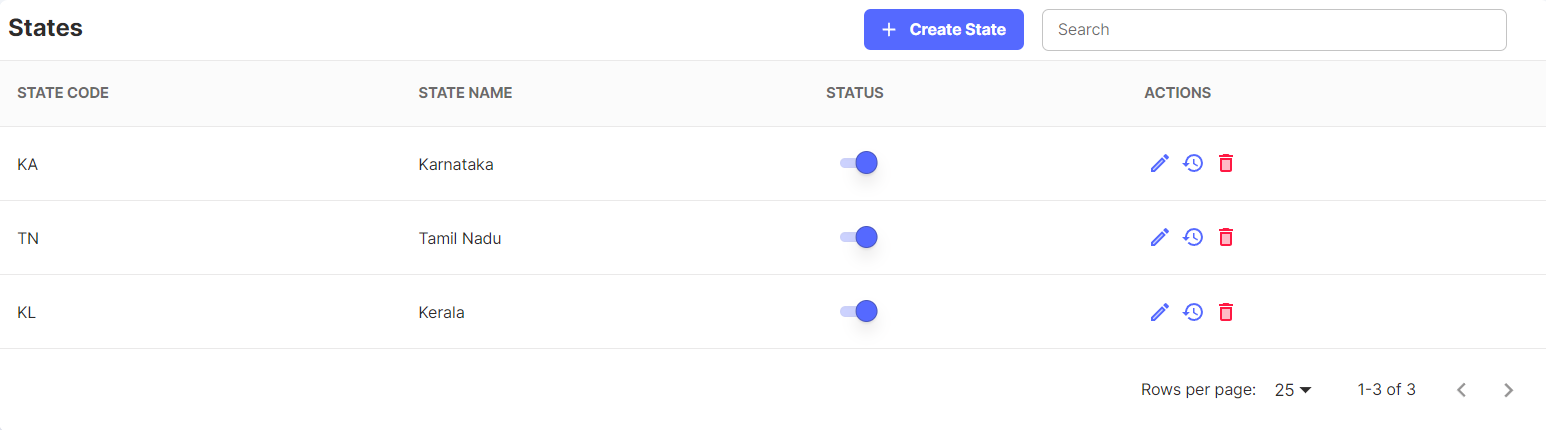 States
Create State
Search
STATE CODE STATE NAME STATUS ACTIONS
KA Karnataka
TN Tamil Nadu
KL Kerala
Rows per page: 25 1-3 of 3